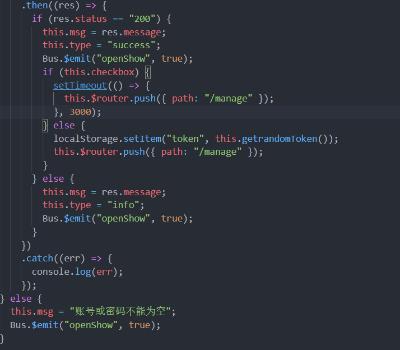 .then((res) => {
if (res.status == "200") {
this.msg = res.message;
this.type = "success";
Bus.$emit("openShow", true);
if (this.checkbox) {
setTimeout(() => {
this.$router.push({ path: "/manage" });
}, 3000);
} else {
localStorage.setItem("token", this.getrandomToken());
this.$router.push({ path: "/manage" });
}
} else {
this.msg = res.message;
this.type = "info";
Bus.$emit("openShow", true);
}
})
.catch((err) => {
console.log(err);
});
} else {
this.msg = "账号或密码不能为空";
Bus.$emit("openShow", true);
}